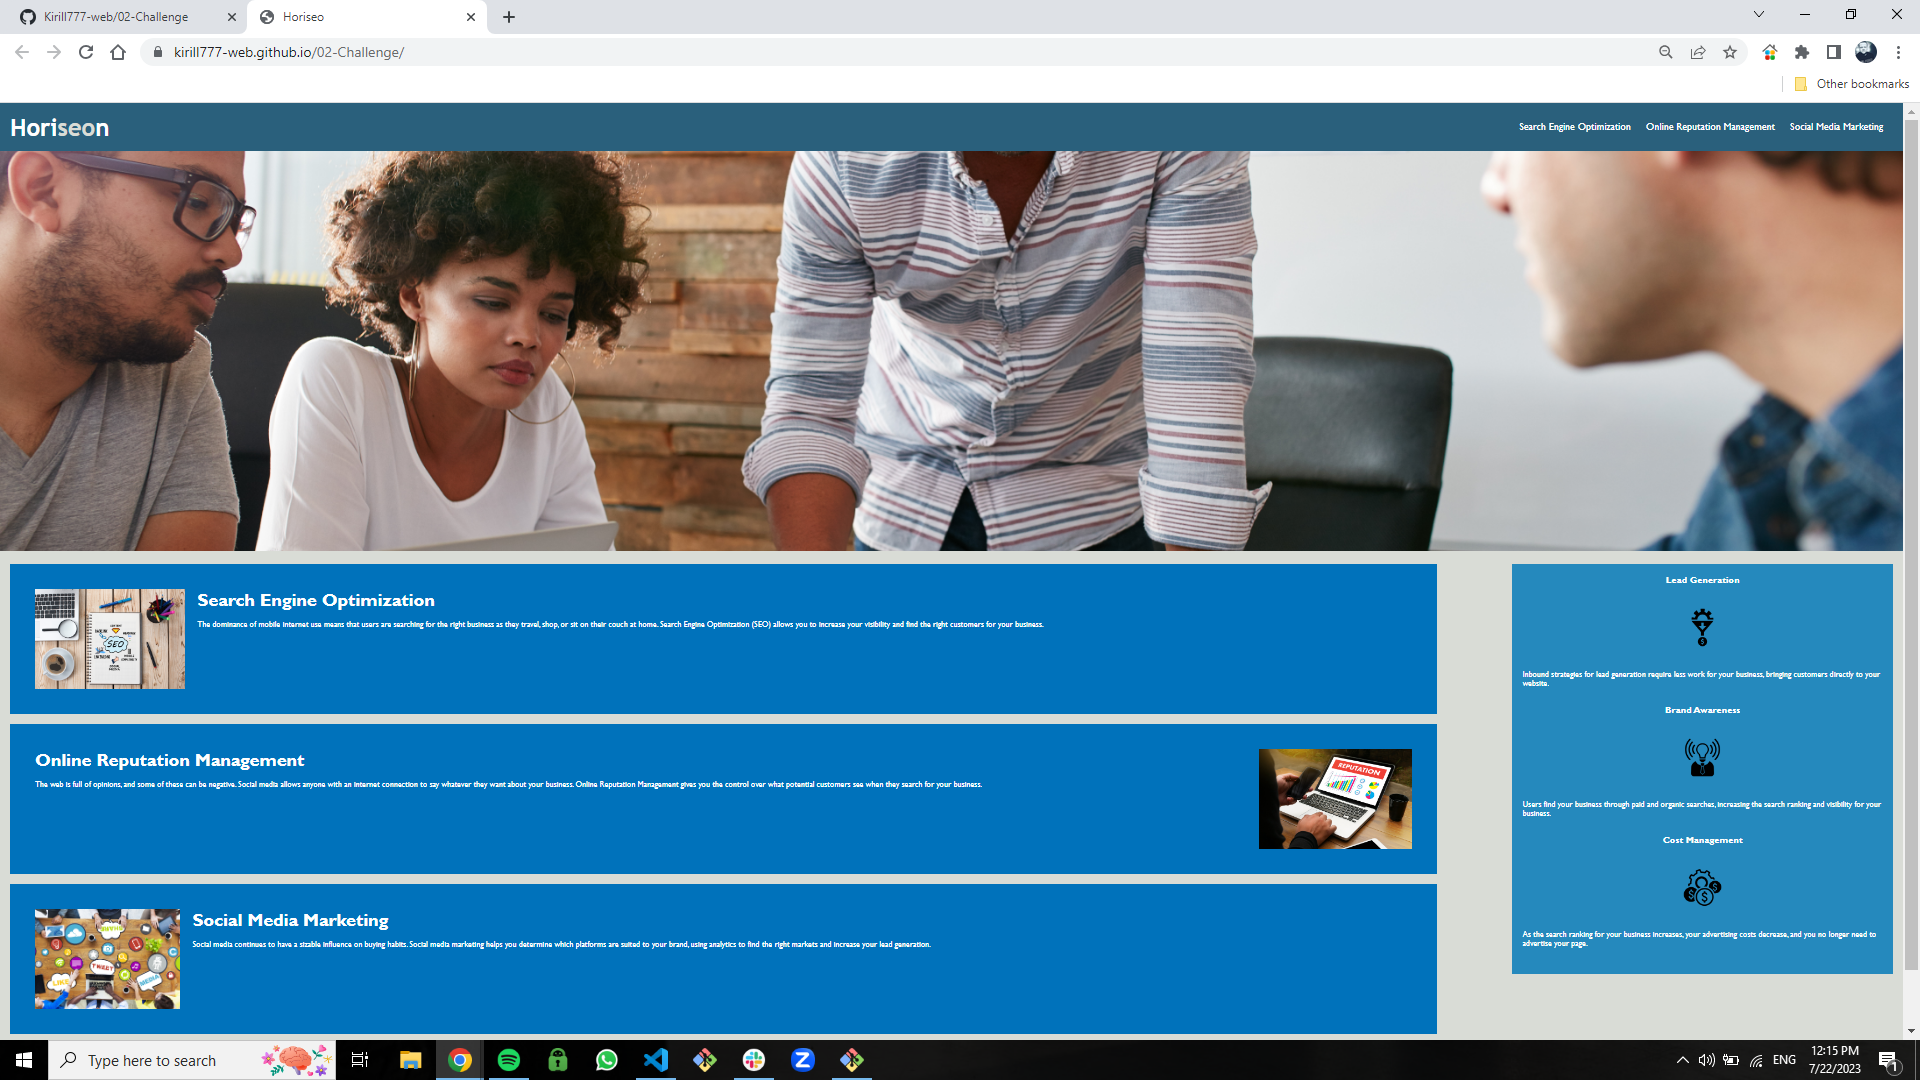 Kirill777-web/02-Challenge
Horiseo
kirill777-web.github.io/02-Challenge/
Other bookmarks
Horiseon
Search Engine Optimization
Online Reputation Management
Social Media Marketing
Search Engine Optimization
The dominance of mobile internet use means that users are searching for the right business as they travel, shop, or sit on their couch at home. Search Engine Optimization (SEO) allows you to increase your visibility and find the right customers for your business.
SEO
Online Reputation Management
The web is full of opinions, and some of these can be negative. Social media allows anyone with an internet connection to say whatever they want about your business. Online Reputation Management gives you the control over what potential customers see when they search for your business.
REPUTATION
Social Media Marketing
Social media continues to have a sizable influence on buying habits. Social media marketing helps you determine which platforms are suited to your brand, using analytics to find the right markets and increase your lead generation.
SHARE
TWEET
LIKE
MEDIA
Lead Generation
Inbound strategies for lead generation require less work for your business, bringing customers directly to your
website.
Brand Awareness
Users find your business through paid and organic searches, increasing the search ranking and visibility for your
business.
Cost Management
As the search ranking for your business increases, your advertising costs decrease, and you no longer need to
advertise your page.
Type here to search
ENG
12:15 PM
7/22/2023
1